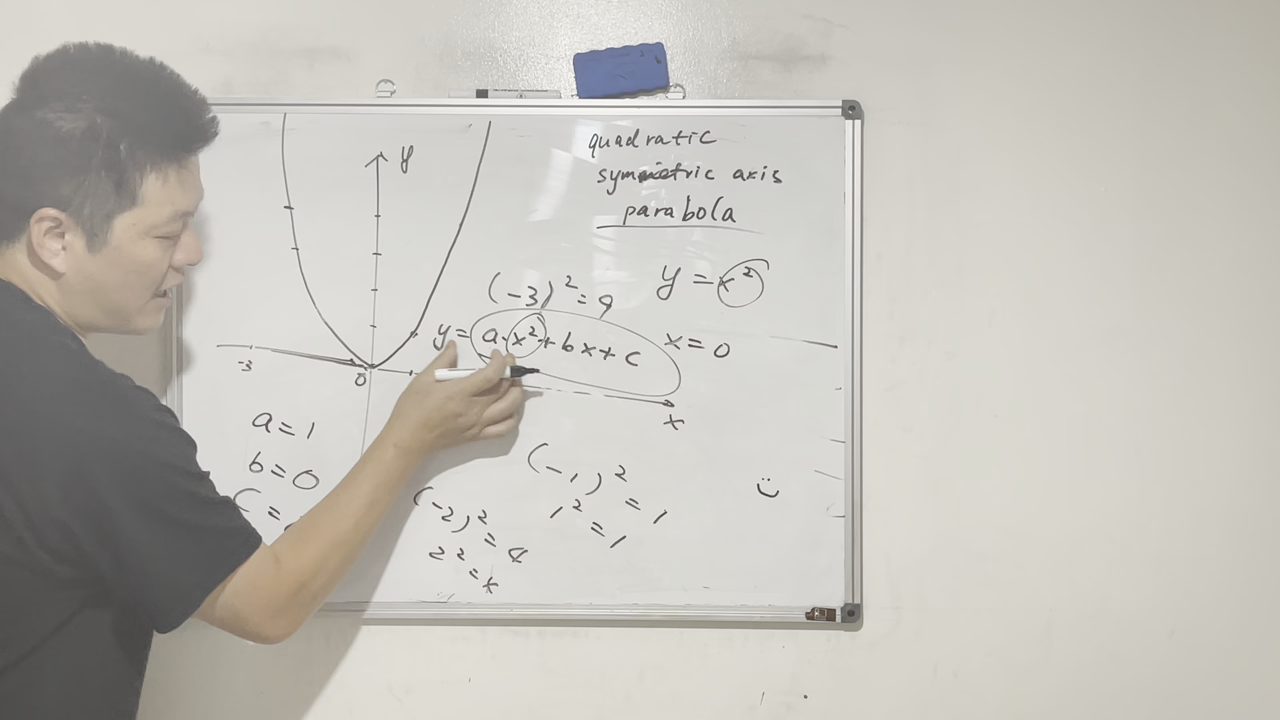 quadratic
symmetric axis
parabola
y
y = x²
(-3)² = 9
y = a·x² + bx + c
x = 0
-3
0
x
a = 1
b = 0
c =
(-1)² = 1
1² = 1
(-2)² = 4
2² = 4